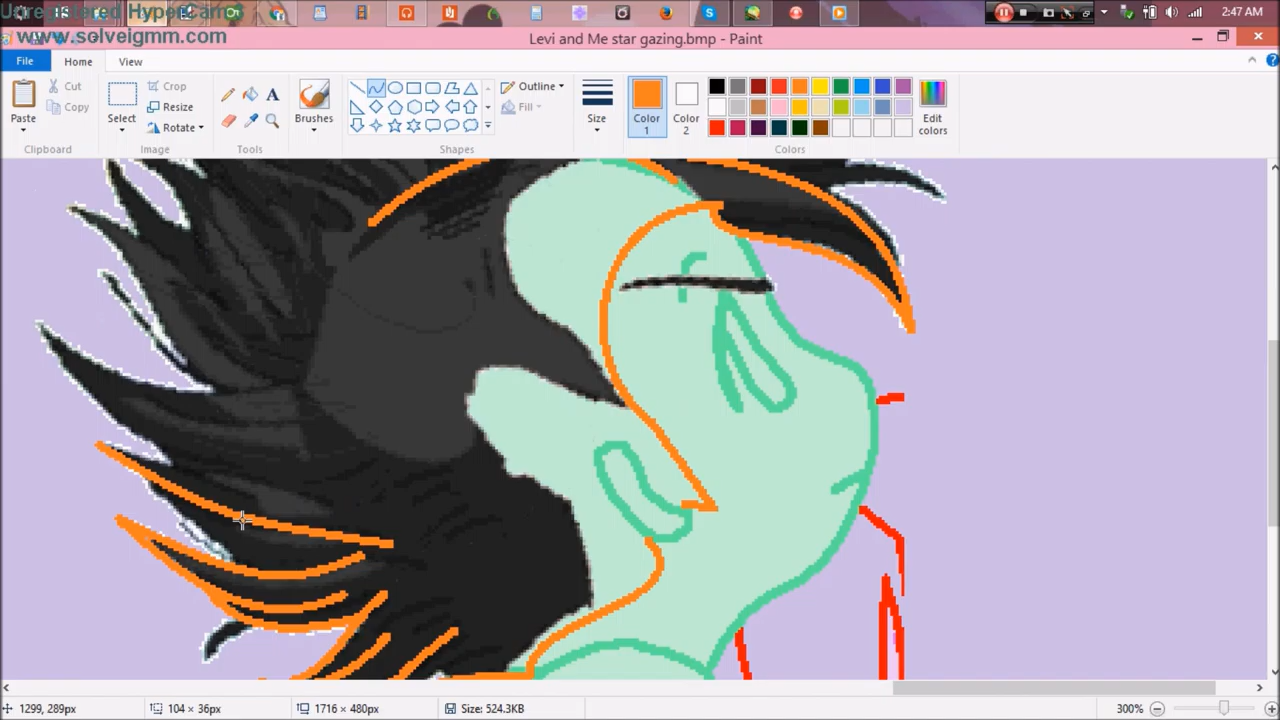 Unregistered HyperCam
2:47 AM
www.solveigmm.com
Levi and Me star gazing.bmp - Paint
File
Home
View
Paste
Cut
Copy
Select
Crop
Resize
Rotate
A
Brushes
Outline
Fill
Size
Color 1
Color 2
Edit colors
Clipboard
Image
Tools
Shapes
Colors
1299, 289px
104 × 36px
1716 × 480px
Size: 524.3KB
300%